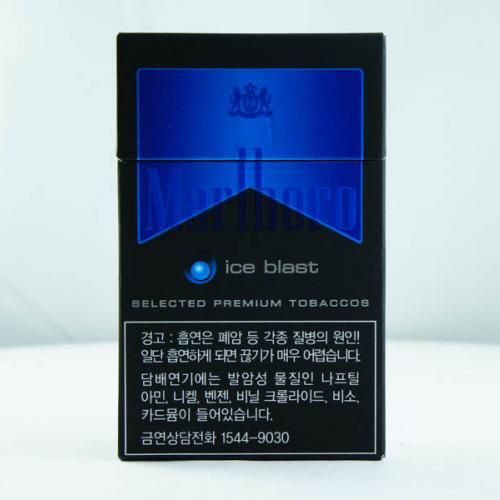 Marlboro
ice blast
SELECTED PREMIUM TOBACCOS
경고 : 흡연은 폐암 등 각종 질병의 원인!
일단 흡연하게 되면 끊기가 매우 어렵습니다.
담배연기에는 발암성 물질인 나프틸
아민, 니켈, 벤젠, 비닐 크롤라이드, 비소,
카드뮴이 들어있습니다.
금연상담전화 1544-9030